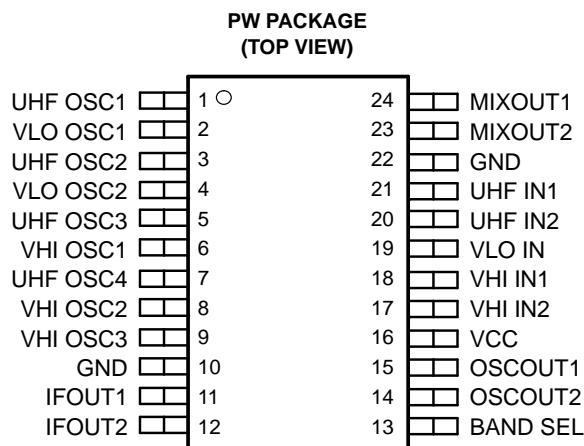 PW PACKAGE
(TOP VIEW)
UHF OSC1 1 24 MIXOUT1
VLO OSC1 2 23 MIXOUT2
UHF OSC2 3 22 GND
VLO OSC2 4 21 UHF IN1
UHF OSC3 5 20 UHF IN2
VHI OSC1 6 19 VLO IN
UHF OSC4 7 18 VHI IN1
VHI OSC2 8 17 VHI IN2
VHI OSC3 9 16 VCC
GND 10 15 OSCOUT1
IFOUT1 11 14 OSCOUT2
IFOUT2 12 13 BAND SEL